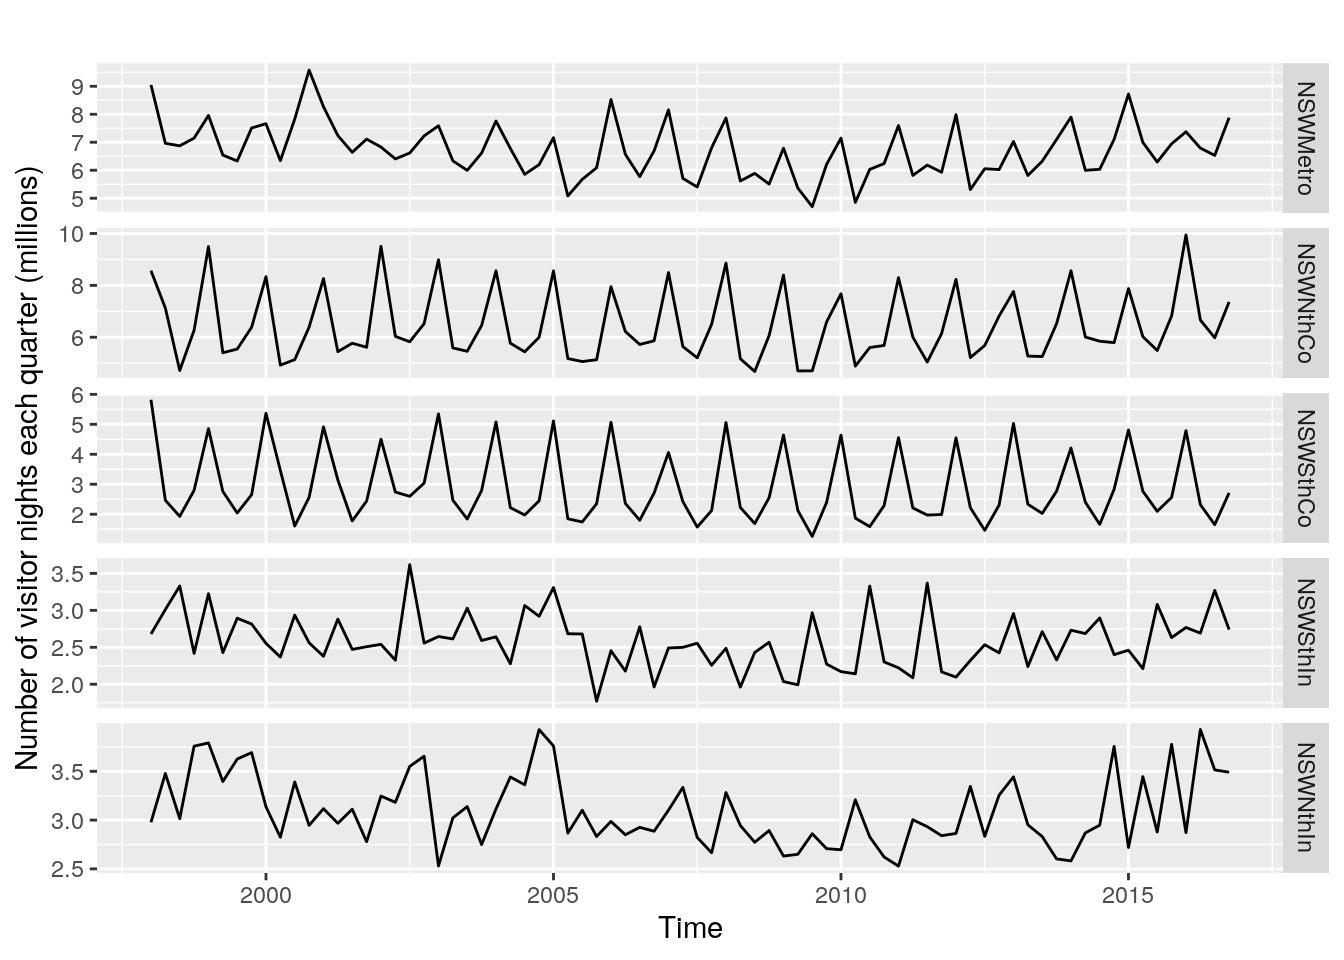 Number of visitor nights each quarter (millions)
9
8
7
6
5
NSWMetro
10
8
6
NSWNthCo
6
5
4
3
2
NSWSthCo
3.5
3.0
2.5
2.0
NSWSthIn
3.5
3.0
2.5
NSWNthIn
2000 2005 2010 2015
Time